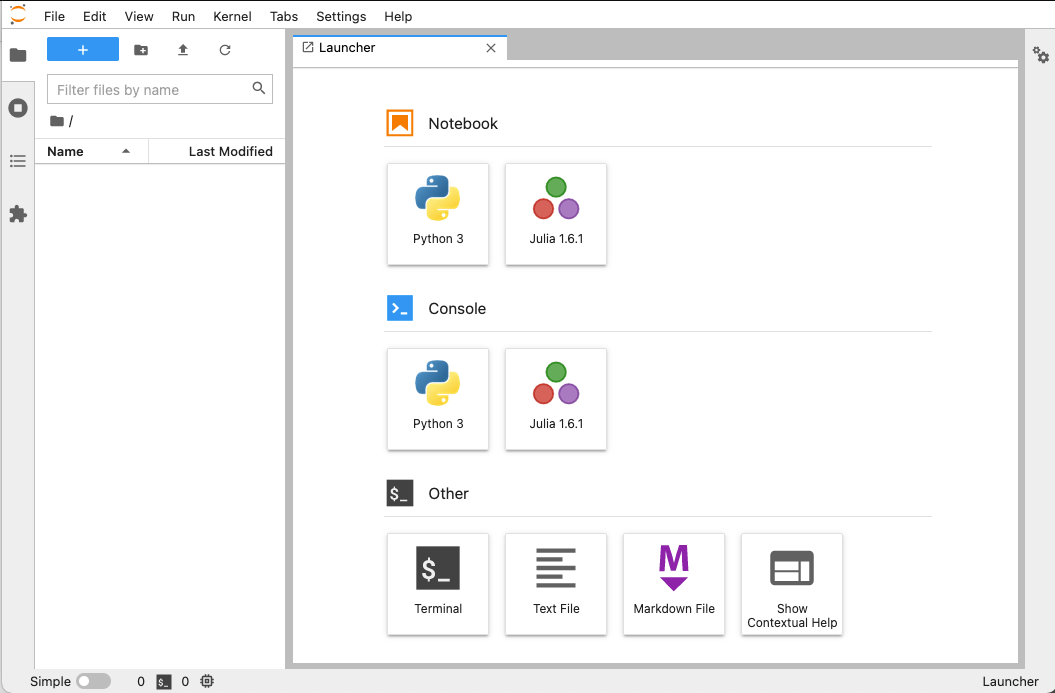 File Edit View Run Kernel Tabs Settings Help
+
Launcher
Filter files by name
/
Name Last Modified
Notebook
Python 3 Julia 1.6.1
Console
Python 3 Julia 1.6.1
$_ Other
$_ M
Terminal Text File Markdown File Show
Contextual Help
Simple 0 $_ 0 Launcher